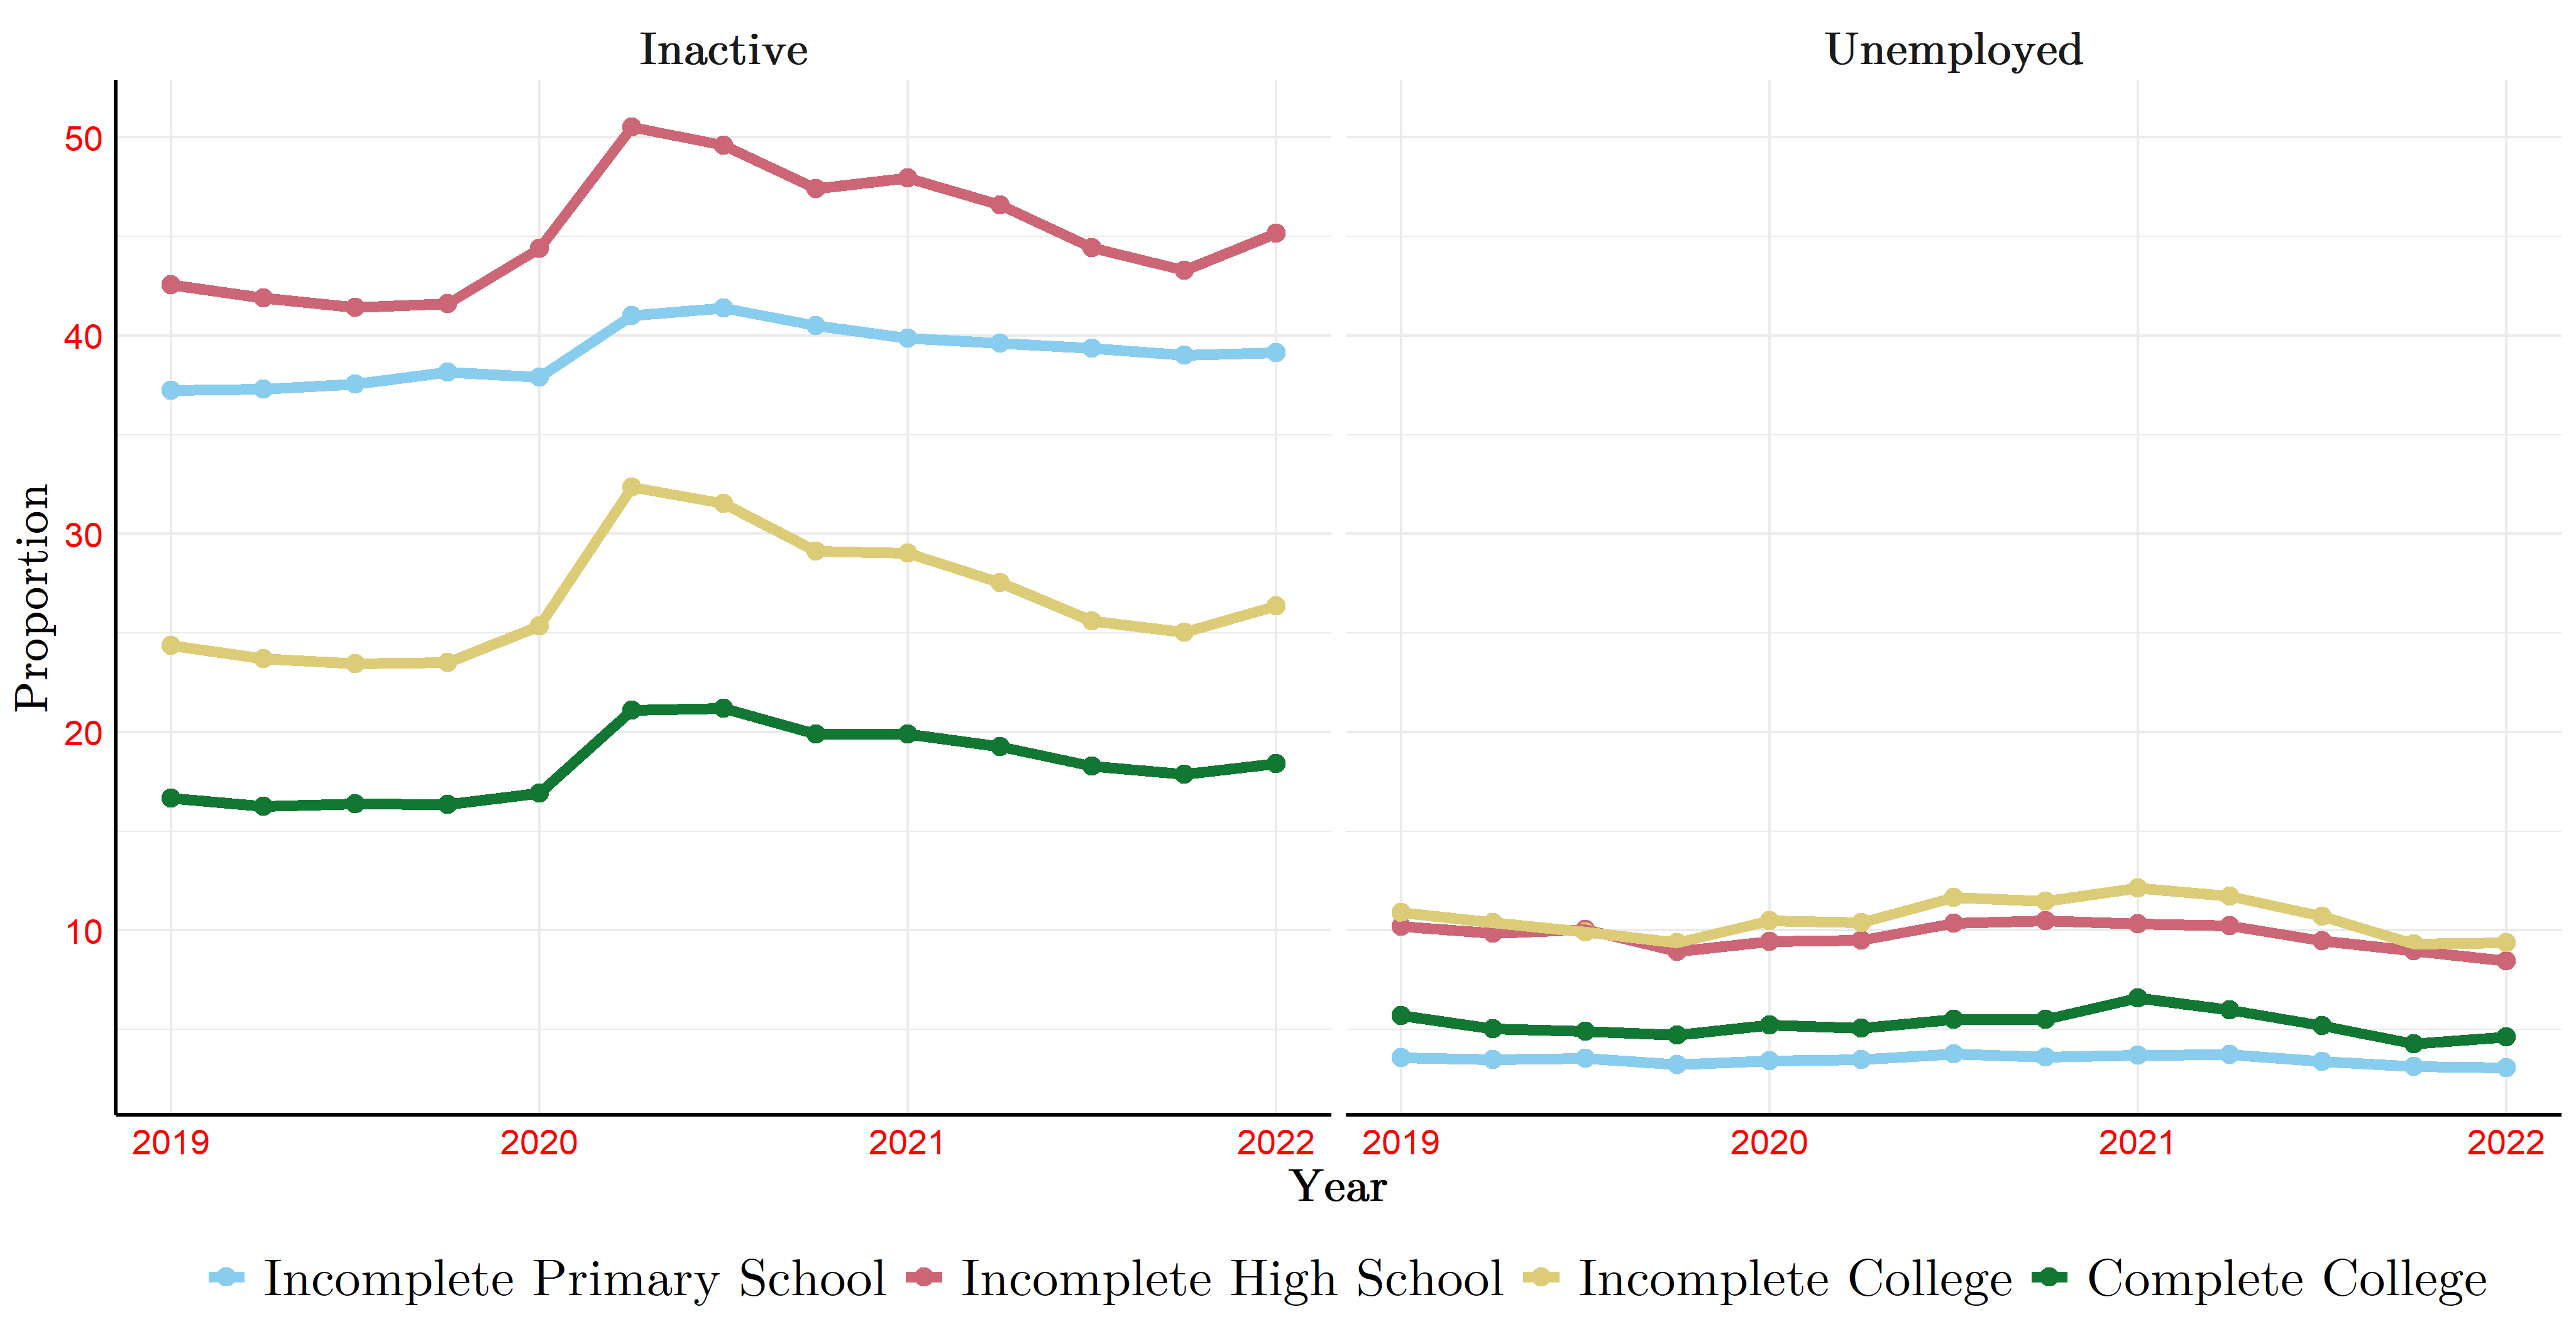 Inactive
Unemployed
Proportion
50
40
30
20
10
2019 2020 2021 2022
2019 2020 2021 2022
Year
Incomplete Primary School Incomplete High School Incomplete College Complete College